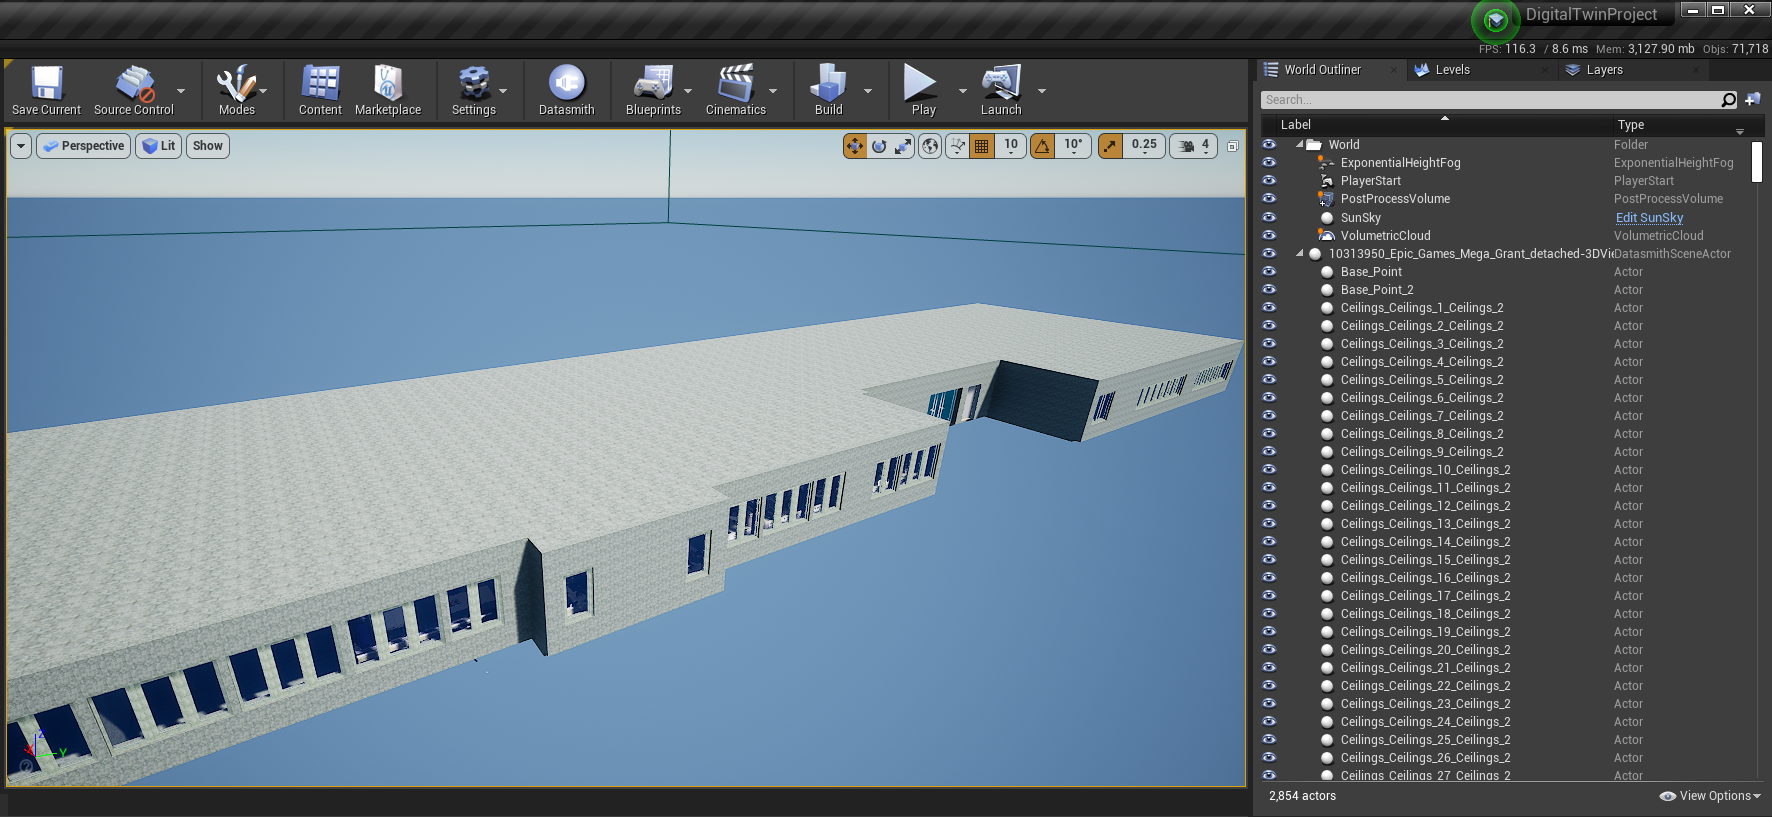 DigitalTwinProject
FPS: 116.3 / 8.6 ms Mem: 3,127.90 mb Objs: 71,718
Save Current
Source Control
Modes
Content
Marketplace
Settings
Datasmith
Blueprints
Cinematics
Build
Play
Launch
Perspective
Lit
Show
10
10°
0.25
4
X
Y
Z
World Outliner
Levels
Layers
Search...
Label Type
World Folder
ExponentialHeightFog ExponentialHeightFog
PlayerStart PlayerStart
PostProcessVolume PostProcessVolume
SunSky Edit SunSky
VolumetricCloud VolumetricCloud
10313950_Epic_Games_Mega_Grant_detached-3DVie DatasmithSceneActor
Base_Point Actor
Base_Point_2 Actor
Ceilings_Ceilings_1_Ceilings_2 Actor
Ceilings_Ceilings_2_Ceilings_2 Actor
Ceilings_Ceilings_3_Ceilings_2 Actor
Ceilings_Ceilings_4_Ceilings_2 Actor
Ceilings_Ceilings_5_Ceilings_2 Actor
Ceilings_Ceilings_6_Ceilings_2 Actor
Ceilings_Ceilings_7_Ceilings_2 Actor
Ceilings_Ceilings_8_Ceilings_2 Actor
Ceilings_Ceilings_9_Ceilings_2 Actor
Ceilings_Ceilings_10_Ceilings_2 Actor
Ceilings_Ceilings_11_Ceilings_2 Actor
Ceilings_Ceilings_12_Ceilings_2 Actor
Ceilings_Ceilings_13_Ceilings_2 Actor
Ceilings_Ceilings_14_Ceilings_2 Actor
Ceilings_Ceilings_15_Ceilings_2 Actor
Ceilings_Ceilings_16_Ceilings_2 Actor
Ceilings_Ceilings_17_Ceilings_2 Actor
Ceilings_Ceilings_18_Ceilings_2 Actor
Ceilings_Ceilings_19_Ceilings_2 Actor
Ceilings_Ceilings_20_Ceilings_2 Actor
Ceilings_Ceilings_21_Ceilings_2 Actor
Ceilings_Ceilings_22_Ceilings_2 Actor
Ceilings_Ceilings_23_Ceilings_2 Actor
Ceilings_Ceilings_24_Ceilings_2 Actor
Ceilings_Ceilings_25_Ceilings_2 Actor
Ceilings_Ceilings_26_Ceilings_2 Actor
Ceilings_Ceilings_27_Ceilings_2 Actor
2,854 actors
View Options